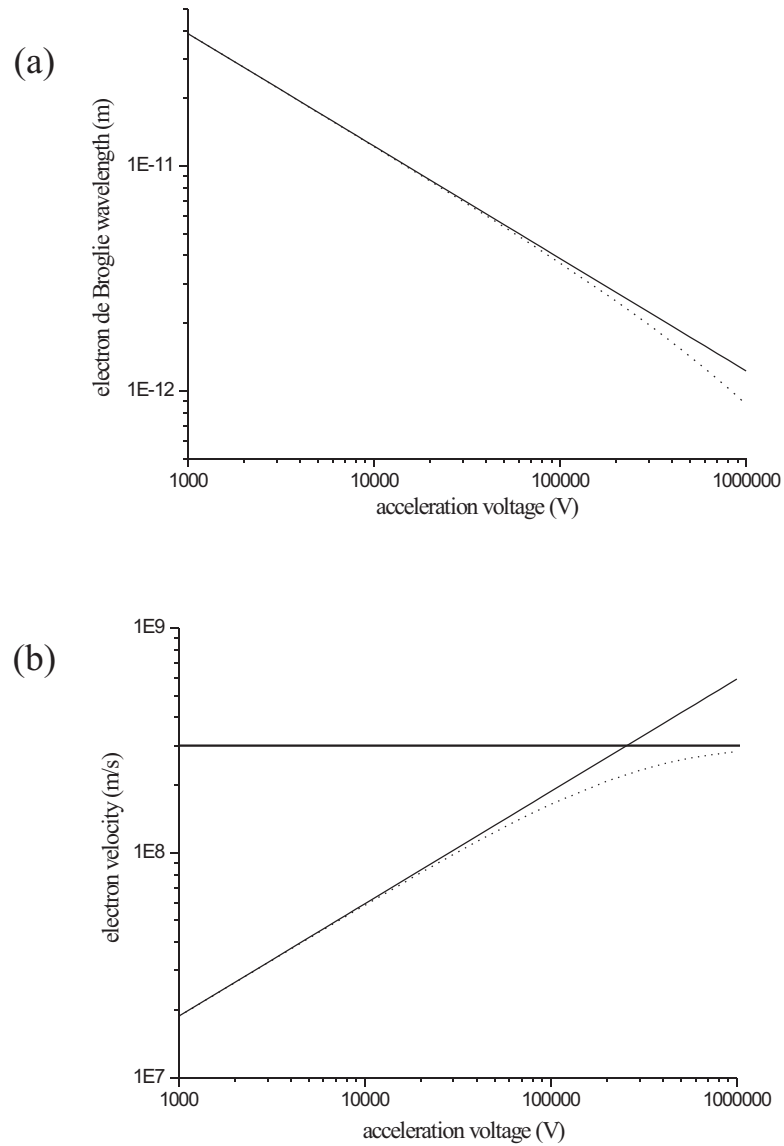 (a)
electron de Broglie wavelength (m)
1E-11
1E-12
1000
10000
100000
1000000
acceleration voltage (V)
(b)
electron velocity (m/s)
1E9
1E8
1E7
1000
10000
100000
1000000
acceleration voltage (V)